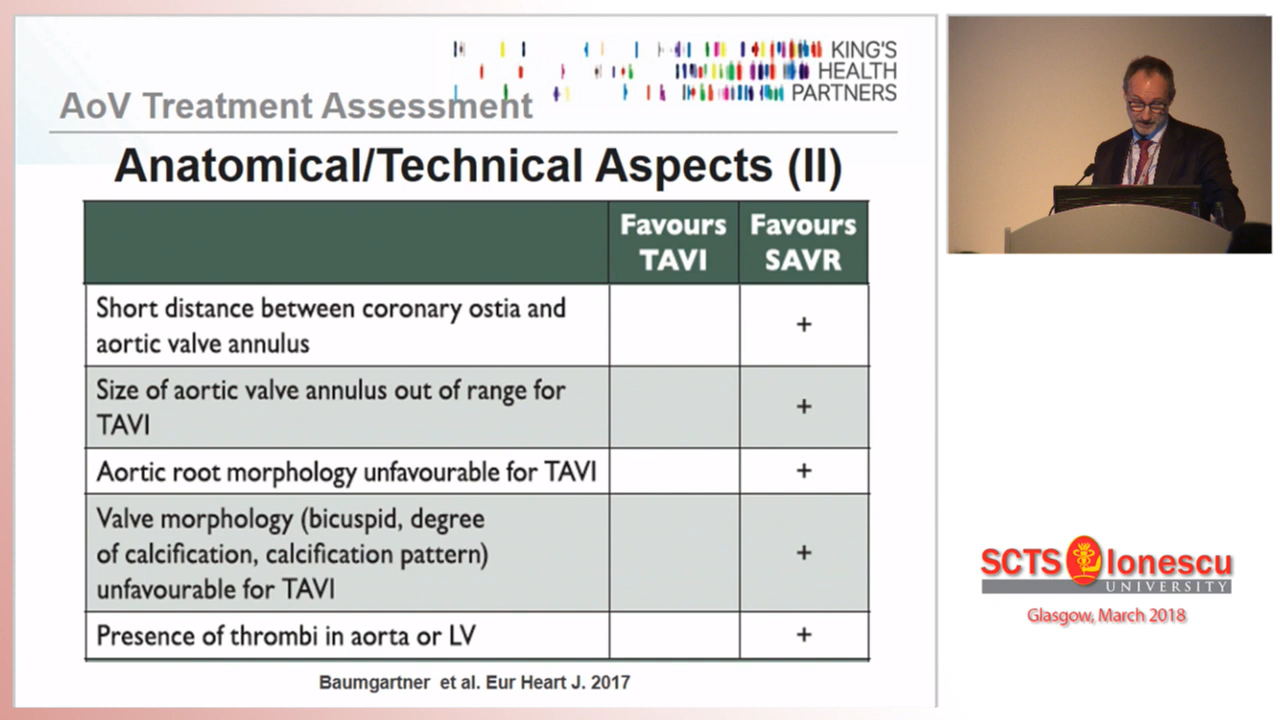 KING'S
HEALTH
PARTNERS
AoV Treatment Assessment
Anatomical/Technical Aspects (II)
Favours TAVI
Favours SAVR
Short distance between coronary ostia and
aortic valve annulus
+
Size of aortic valve annulus out of range for
TAVI
+
Aortic root morphology unfavourable for TAVI
+
Valve morphology (bicuspid, degree
of calcification, calcification pattern)
unfavourable for TAVI
+
Presence of thrombi in aorta or LV
+
Baumgartner et al. Eur Heart J. 2017
SCTS Ionescu
UNIVERSITY
Glasgow, March 2018